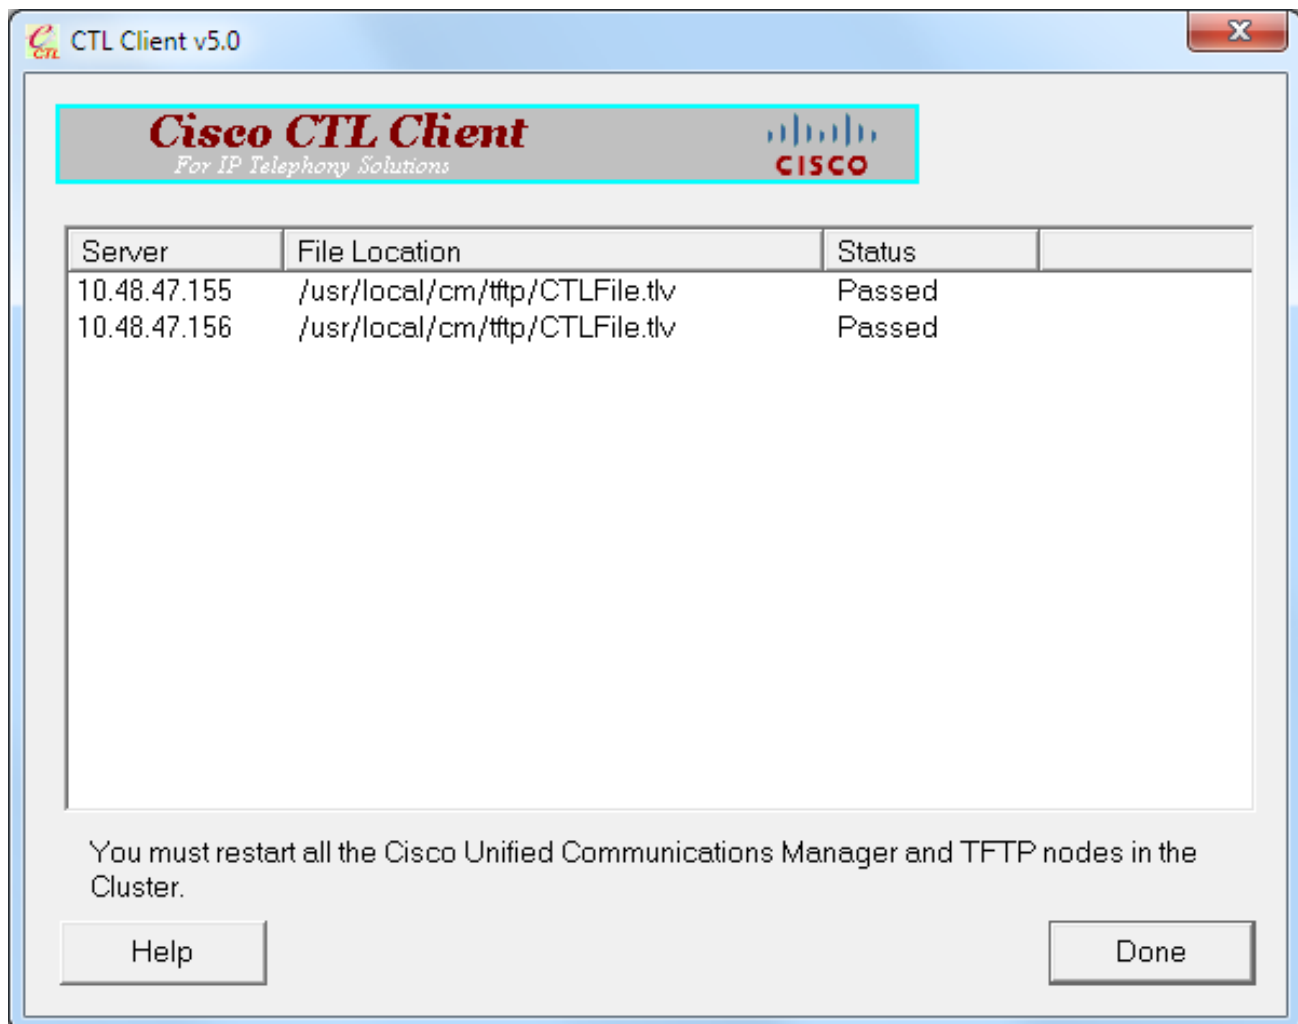 CTL Client v5.0
Cisco CTL Client
For IP Telephony Solutions
CISCO
Server File Location Status
10.48.47.155 /usr/local/cm/tftp/CTLFile.tlv Passed
10.48.47.156 /usr/local/cm/tftp/CTLFile.tlv Passed
You must restart all the Cisco Unified Communications Manager and TFTP nodes in the
Cluster.
Help Done